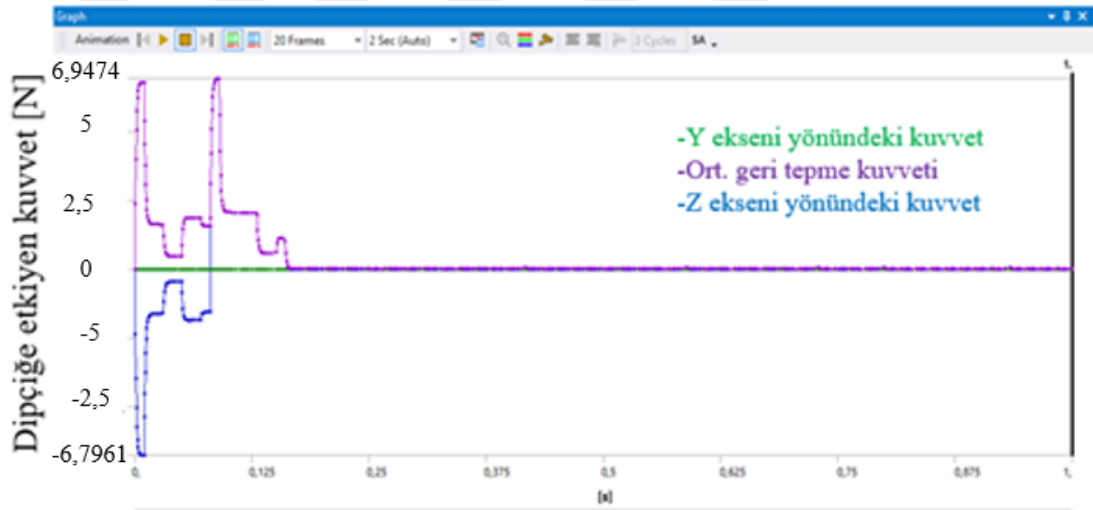 Graph
Animation 20 Frames 2 Sec (Auto) 3 Cycles SA
Dipçiğe etkiyen kuvvet [N]
6,9474
5
2,5
0
-5
-2,5
-6,7961
-Y ekseni yönündeki kuvvet
-Ort. geri tepme kuvveti
-Z ekseni yönündeki kuvvet
1,
0, 0,125 0,25 0,375 0,5 0,625 0,75 0,875 1,
[s]